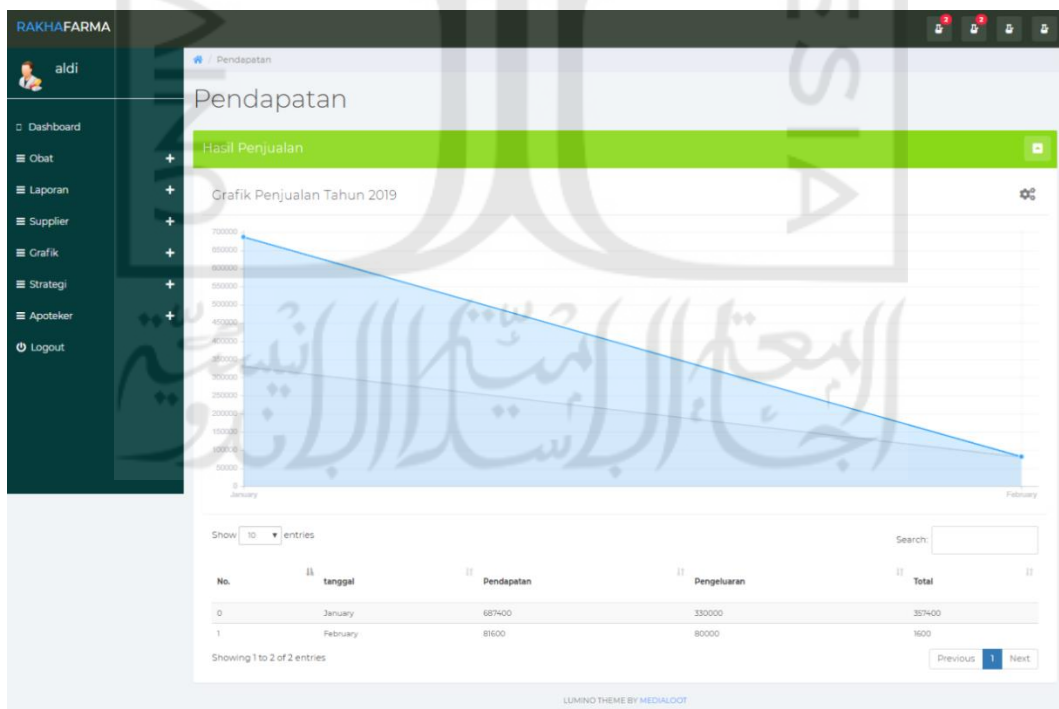 RAKHAFARMA
2 2
aldi
Dashboard
Obat +
Laporan +
Supplier +
Grafik +
Strategi +
Apoteker +
Logout
/ Pendapatan
Pendapatan
Hasil Penjualan
Grafik Penjualan Tahun 2019
700000
650000
600000
550000
500000
450000
400000
350000
300000
250000
200000
150000
100000
50000
0
January February
Show 10 entries Search:
No. tanggal Pendapatan Pengeluaran Total
0 January 687400 330000 357400
1 February 81600 80000 1600
Showing 1 to 2 of 2 entries Previous 1 Next
LUMINO THEME BY MEDIALOOT